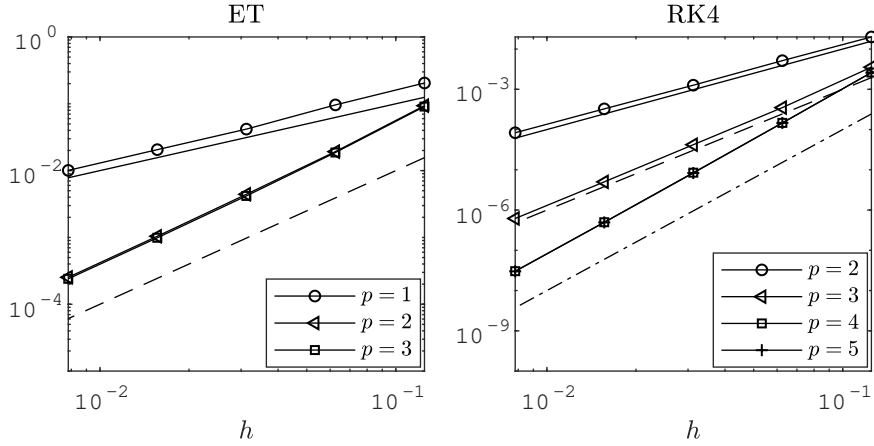 ET
10^0
10^-2
10^-4
10^-2
10^-1
h
p = 1
p = 2
p = 3
RK4
10^-3
10^-6
10^-9
10^-2
10^-1
h
p = 2
p = 3
p = 4
p = 5